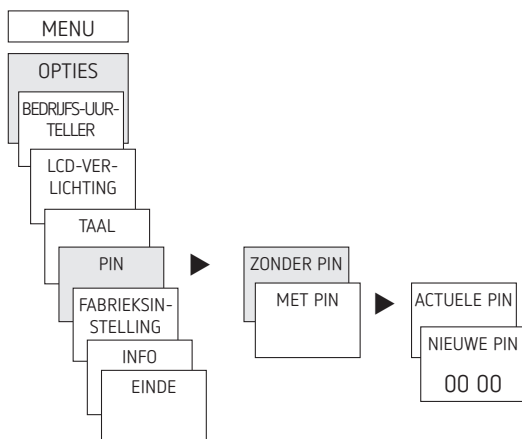 MENU
OPTIES
BEDRIJFS-UUR-
TELLER
LCD-VER-
LICHTING
TAAL
PIN
FABRIEKSIN-
STELLING
INFO
EINDE
ZONDER PIN
MET PIN
ACTUELE PIN
NIEUWE PIN
00 00